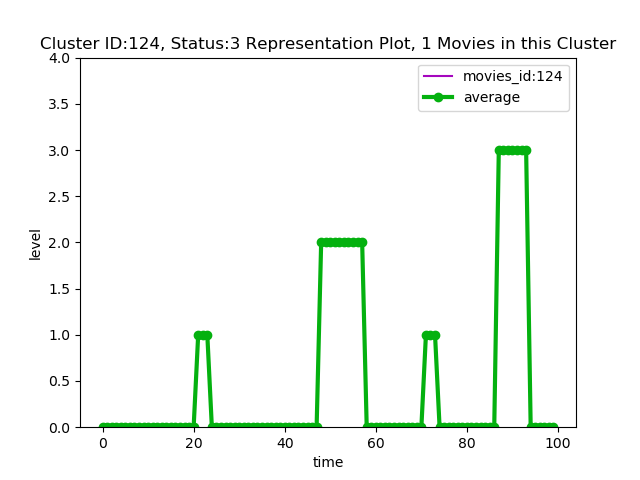 Cluster ID:124, Status:3 Representation Plot, 1 Movies in this Cluster
movies_id:124
average
level
4.0
3.5
3.0
2.5
2.0
1.5
1.0
0.5
0.0
0 20 40 60 80 100
time